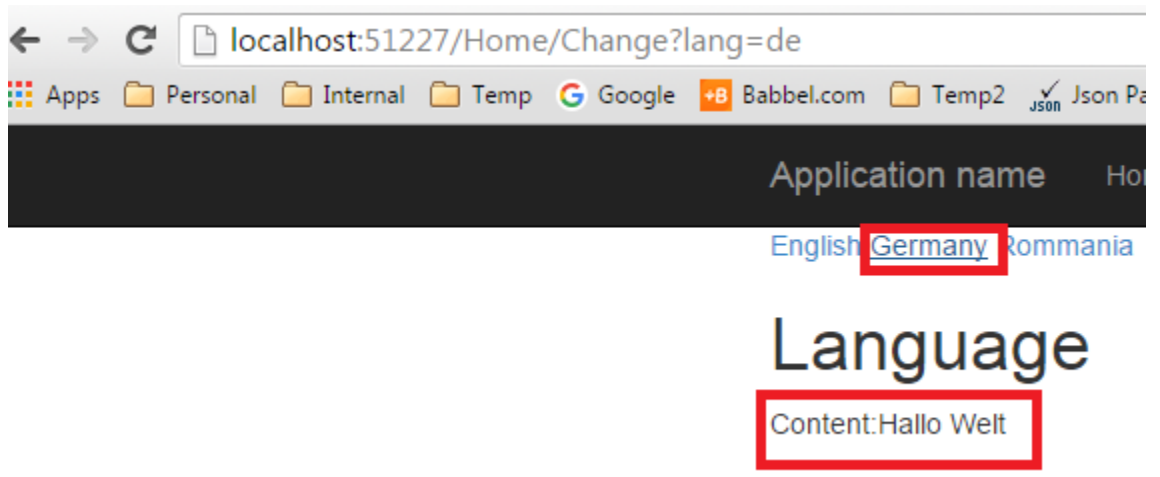 localhost:51227/Home/Change?lang=de
Apps Personal Internal Temp G Google +B Babbel.com Temp2 JSON Json Pa
Application name Hor
English Germany Rommania
Language
Content:Hallo Welt